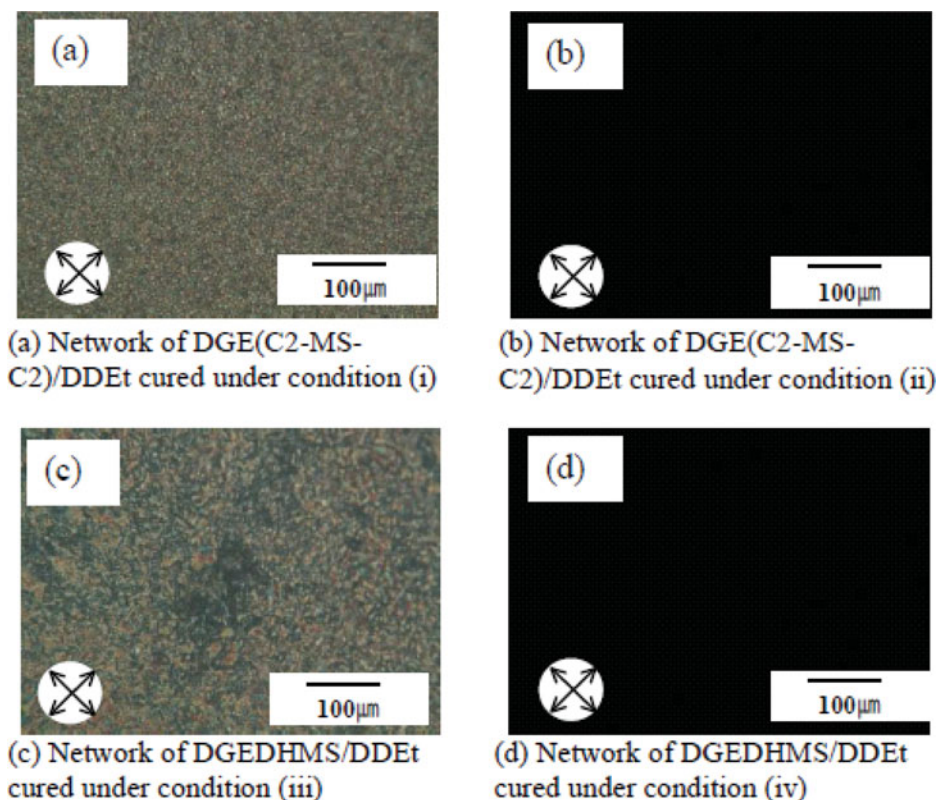 (a)
100μm
(b)
100μm
(a) Network of DGE(C2-MS-
C2)/DDEt cured under condition (i)
(b) Network of DGE(C2-MS-
C2)/DDEt cured under condition (ii)
(c)
100μm
(d)
100μm
(c) Network of DGEDHMS/DDEt
cured under condition (iii)
(d) Network of DGEDHMS/DDEt
cured under condition (iv)